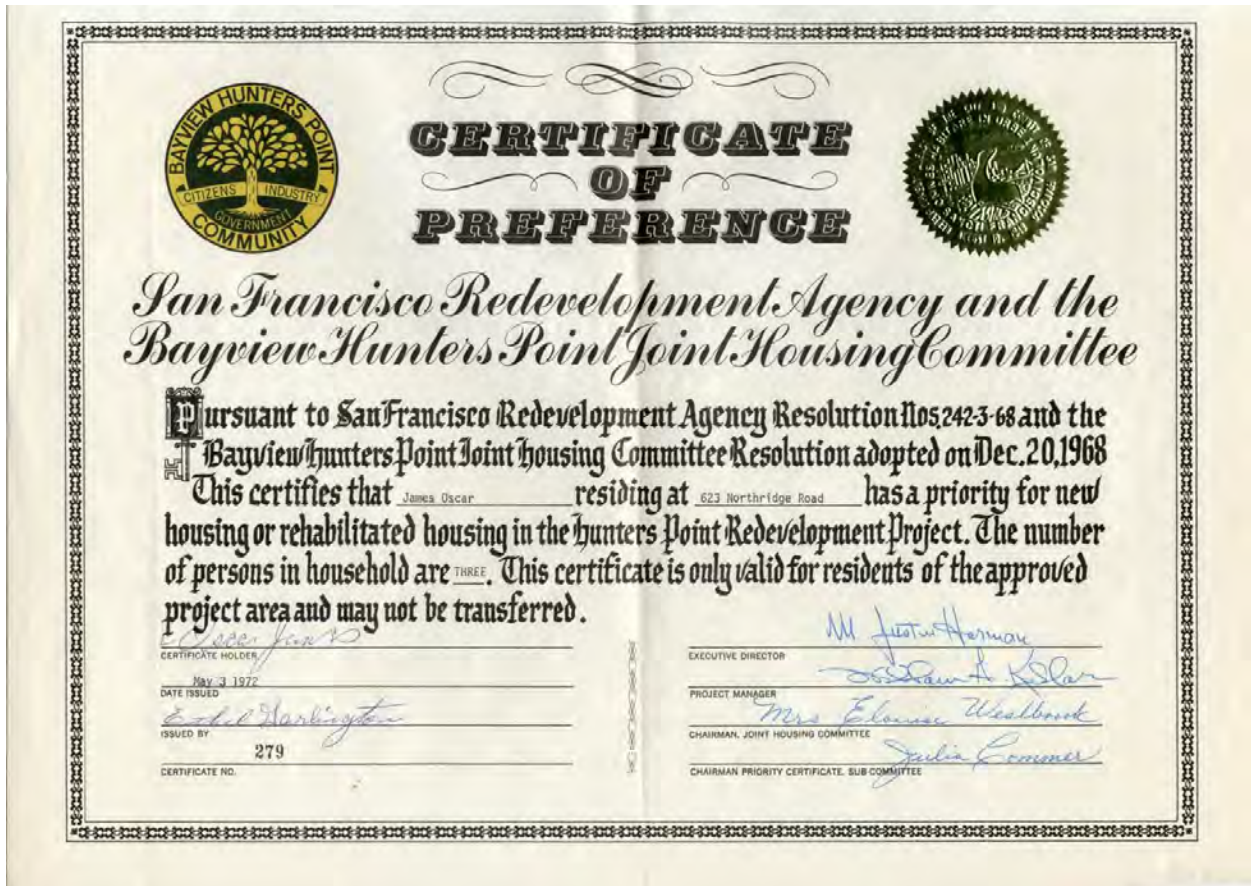 BAYVIEW HUNTERS POINT
CITIZENS INDUSTRY
GOVERNMENT
COMMUNITY
CERTIFICATE
OF
PREFERENCE
San Francisco Redevelopment Agency and the
Bayview Hunters Point Joint Housing Committee
Pursuant to San Francisco Redevelopment Agency Resolution Nos. 242-3-68 and the
Bayview Hunters Point Joint Housing Committee Resolution adopted on Dec. 20, 1968
This certifies that James Oscar residing at 623 Northridge Road has a priority for new
housing or rehabilitated housing in the Hunters Point Redevelopment Project. The number
of persons in household are THREE. This certificate is only valid for residents of the approved
project area and may not be transferred.
Oscar James
CERTIFICATE HOLDER
May 3 1972
DATE ISSUED
Ethel Garlington
ISSUED BY
279
CERTIFICATE NO.
M Justin Herman
EXECUTIVE DIRECTOR
PROJECT MANAGER
Mrs Elouise Westbrook
CHAIRMAN, JOINT HOUSING COMMITTEE
Julia Commer
CHAIRMAN PRIORITY CERTIFICATE, SUB-COMMITTEE